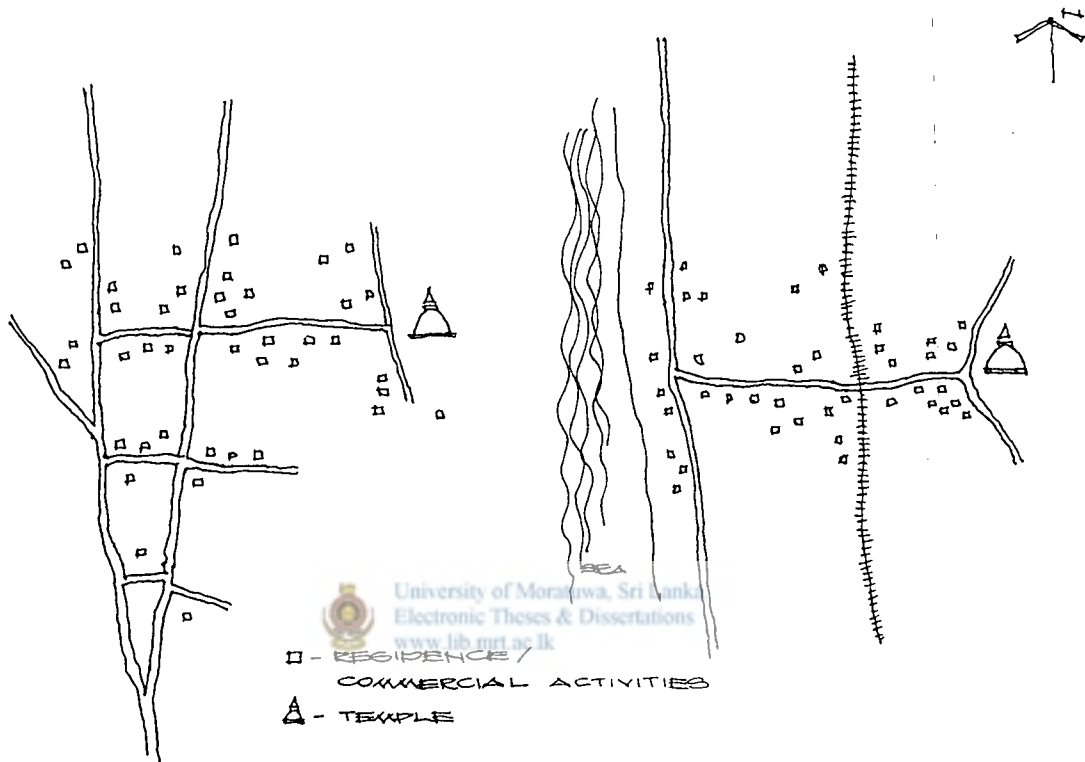 SEA
University of Moratuwa, Sri Lanka
Electronic Theses & Dissertations
www.lib.mrt.ac.lk
- RESIDENCE /
COMMERCIAL ACTIVITIES
- TEMPLE